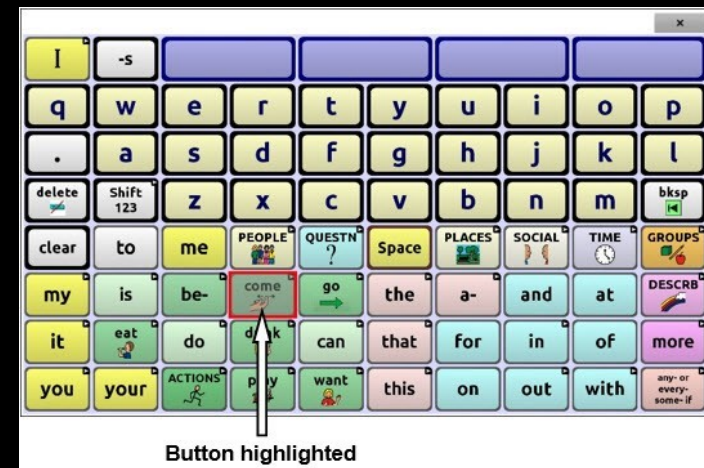 ×
I -s
q w e r t y u i o p
. a s d f g h j k l
delete Shift 123 z x c v b n m bksp
clear to me PEOPLE QUESTN ? Space PLACES SOCIAL TIME GROUPS
my is be- come go the a- and at DESCRB
it eat do can that for in of more
you your ACTIONS want this on out with any- or every- some- if
Button highlighted